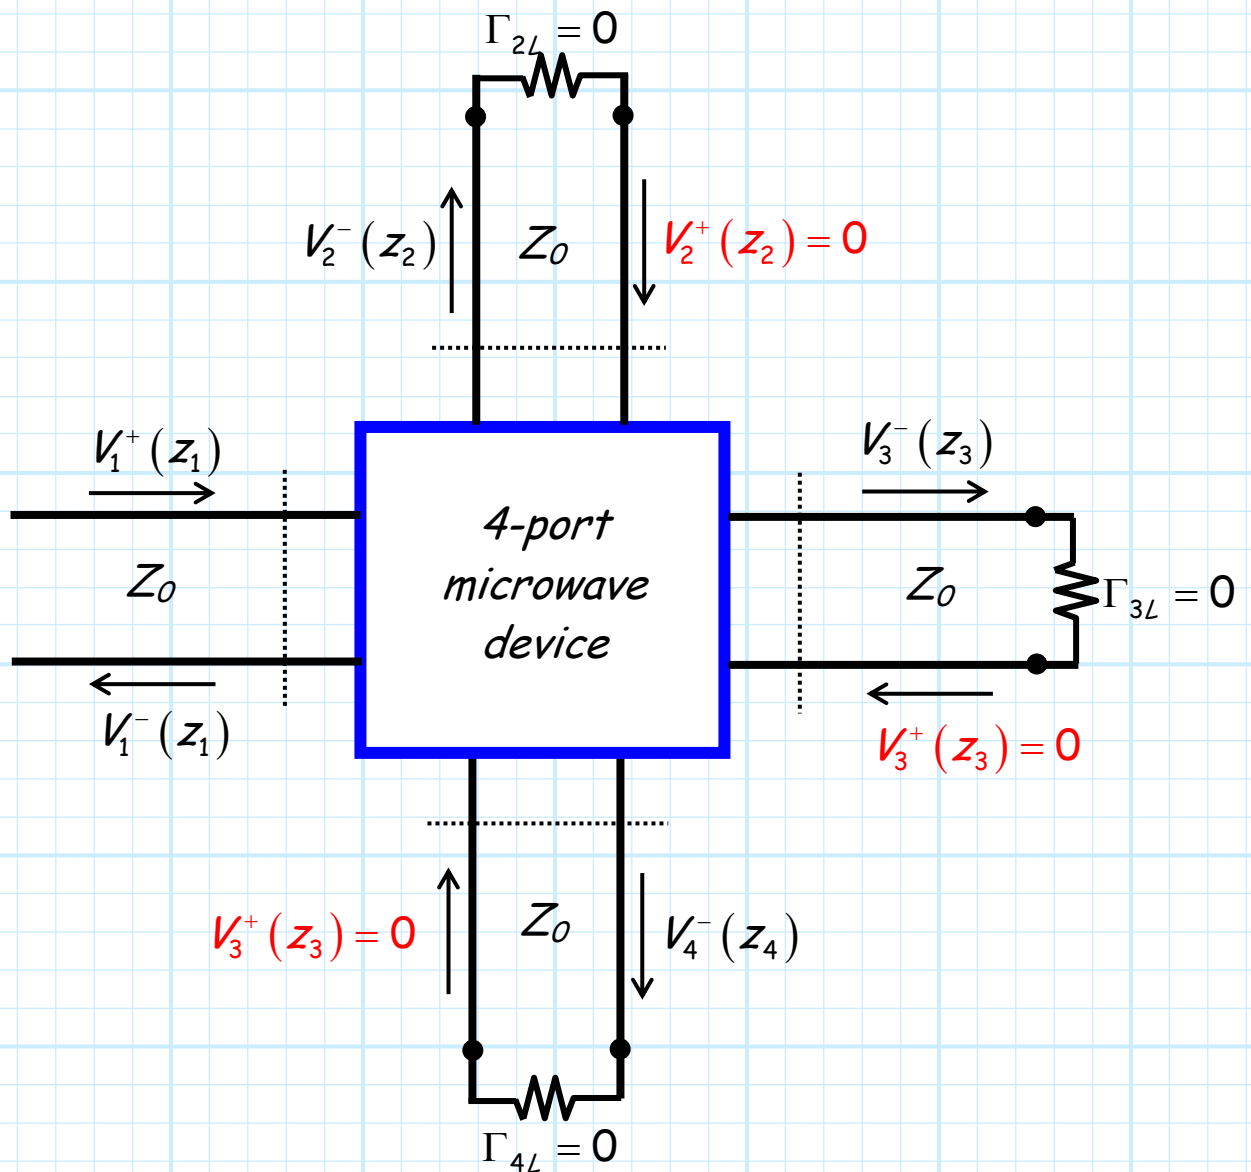 Γ₂L = 0
V₂⁻(z₂)
Z₀
V₂⁺(z₂) = 0
V₁⁺(z₁)
Z₀
V₁⁻(z₁)
4-port
microwave
device
V₃⁻(z₃)
Z₀
Γ₃L = 0
V₃⁺(z₃) = 0
V₃⁺(z₃) = 0
Z₀
V₄⁻(z₄)
Γ₄L = 0